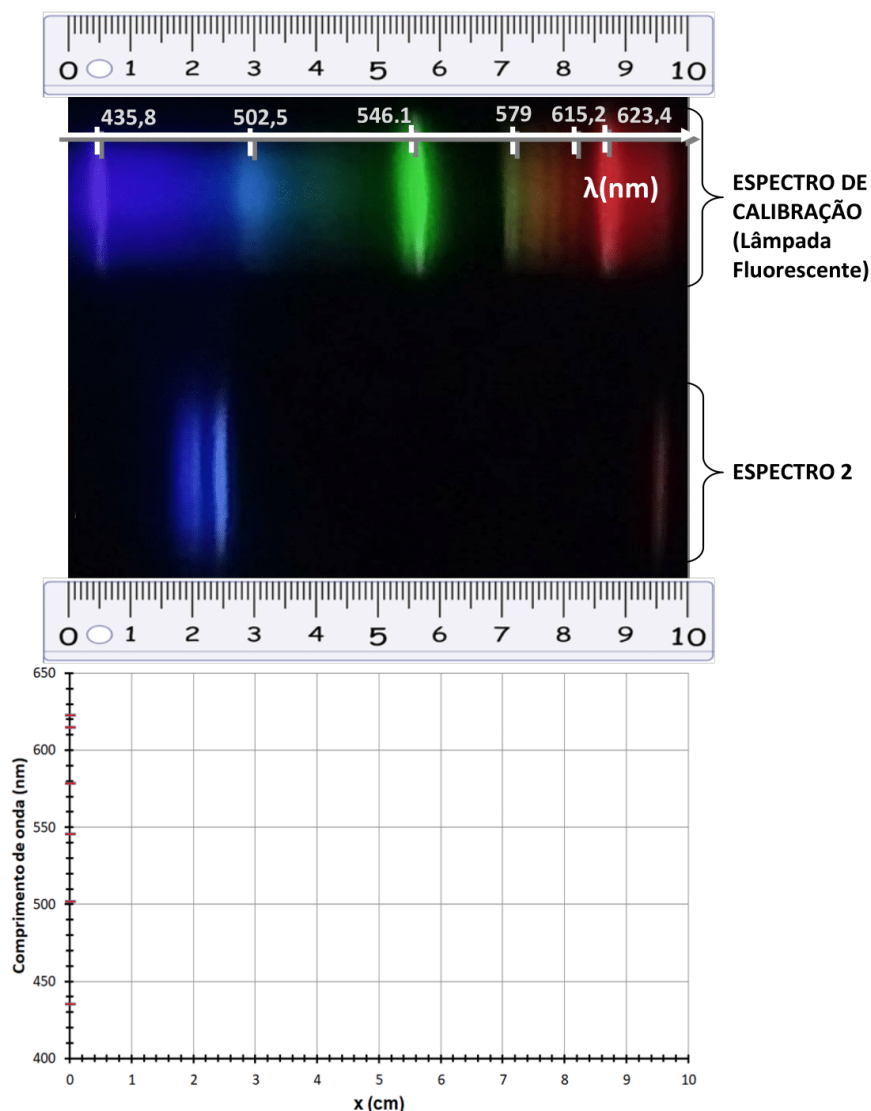 0 1 2 3 4 5 6 7 8 9 10
435,8 502,5 546.1 579 615,2 623,4
λ(nm)
ESPECTRO DE
CALIBRAÇÃO
(Lâmpada
Fluorescente)
ESPECTRO 2
0 1 2 3 4 5 6 7 8 9 10
Comprimento de onda (nm)
650
600
550
500
450
400
0 1 2 3 4 5 6 7 8 9 10
x (cm)